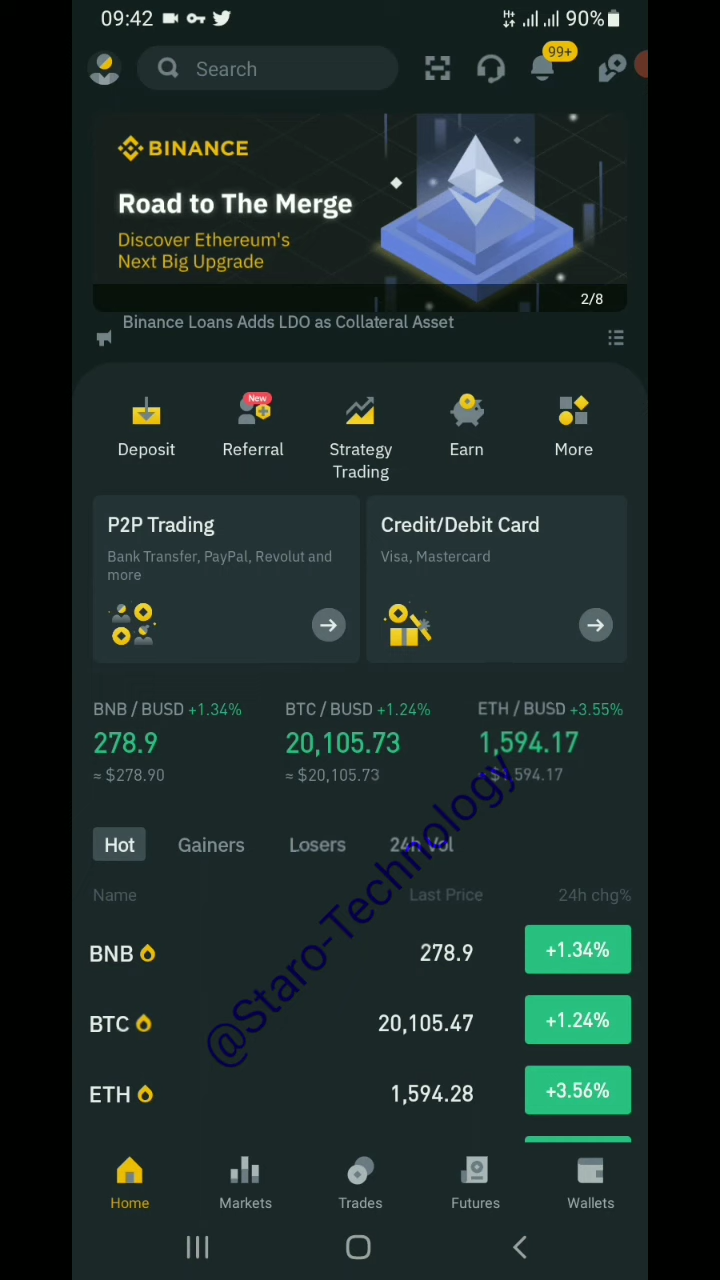 09:42
90%
99+
Search
BINANCE
Road to The Merge
Discover Ethereum's
Next Big Upgrade
2/8
Binance Loans Adds LDO as Collateral Asset
New
Deposit
Referral
Strategy
Trading
Earn
More
P2P Trading
Bank Transfer, PayPal, Revolut and
more
Credit/Debit Card
Visa, Mastercard
BNB / BUSD +1.34%
278.9
≈ $278.90
BTC / BUSD +1.24%
20,105.73
≈ $20,105.73
ETH / BUSD +3.55%
1,594.17
≈ $1,594.17
Hot Gainers Losers 24h Vol
Name Last Price 24h chg%
BNB 278.9 +1.34%
BTC 20,105.47 +1.24%
ETH 1,594.28 +3.56%
@Staro-Technology
Home Markets Trades Futures Wallets